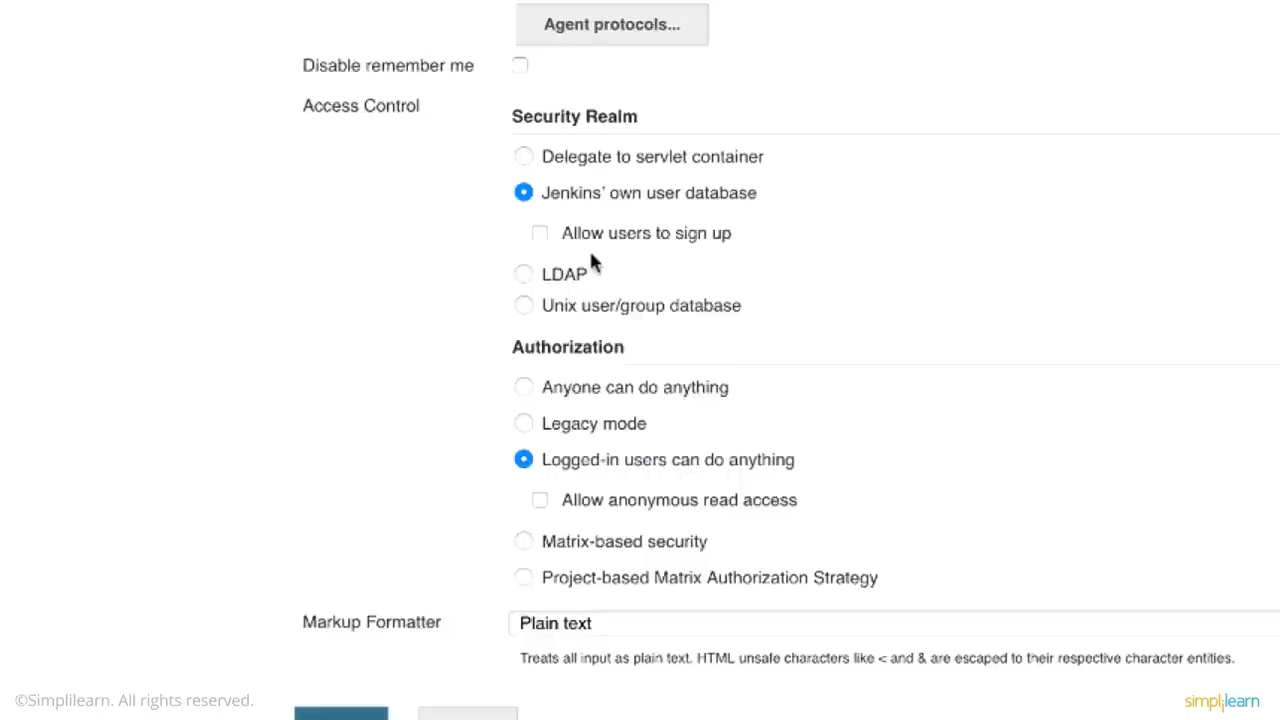 Agent protocols...
Disable remember me
Access Control
Security Realm
Delegate to servlet container
Jenkins’ own user database
Allow users to sign up
LDAP
Unix user/group database
Authorization
Anyone can do anything
Legacy mode
Logged-in users can do anything
Allow anonymous read access
Matrix-based security
Project-based Matrix Authorization Strategy
Markup Formatter
Plain text
Treats all input as plain text. HTML unsafe characters like < and & are escaped to their respective character entities.
©Simplilearn. All rights reserved.
simplilearn